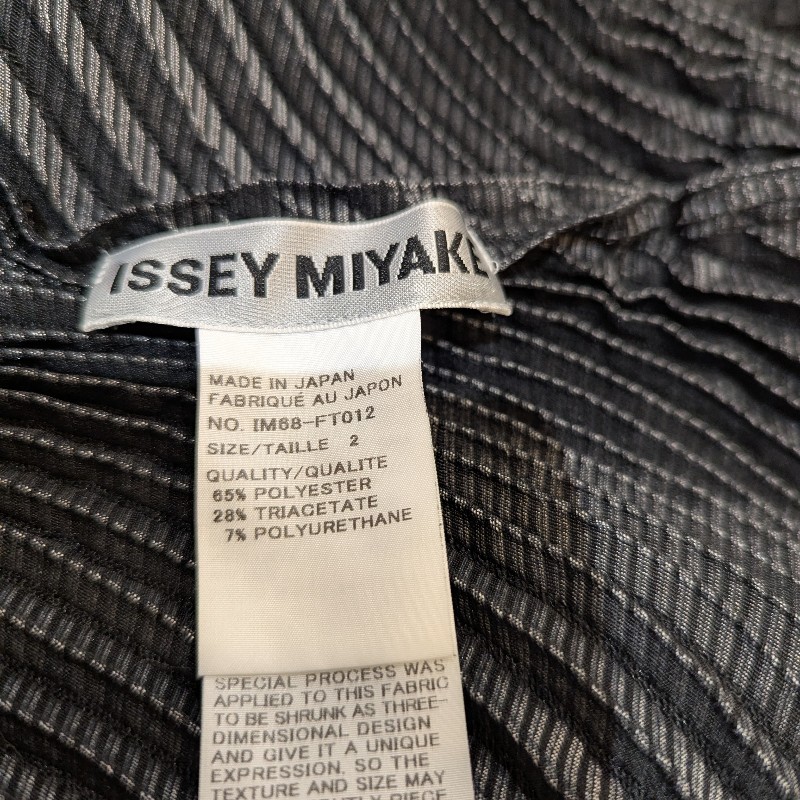 ISSEY MIYAKE
MADE IN JAPAN
FABRIQUÉ AU JAPON
NO. IM68-FT012
SIZE/TAILLE 2
QUALITY/QUALITE
65% POLYESTER
28% TRIACETATE
7% POLYURETHANE
SPECIAL PROCESS WAS
APPLIED TO THIS FABRIC
TO BE SHRUNK AS THREE-
DIMENSIONAL DESIGN
AND GIVE IT A UNIQUE
EXPRESSION. SO THE
TEXTURE AND SIZE MAY
PIECE